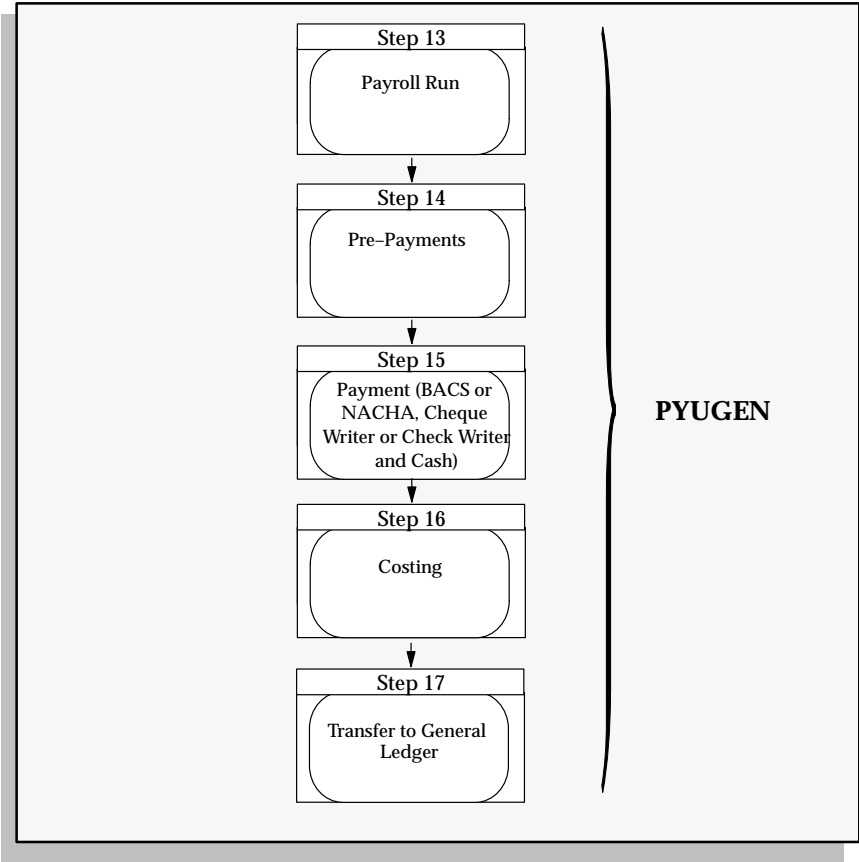 Step 13
Payroll Run
Step 14
Pre–Payments
Step 15
Payment (BACS or
NACHA, Cheque
Writer or Check Writer
and Cash)
Step 16
Costing
Step 17
Transfer to General
Ledger
PYUGEN